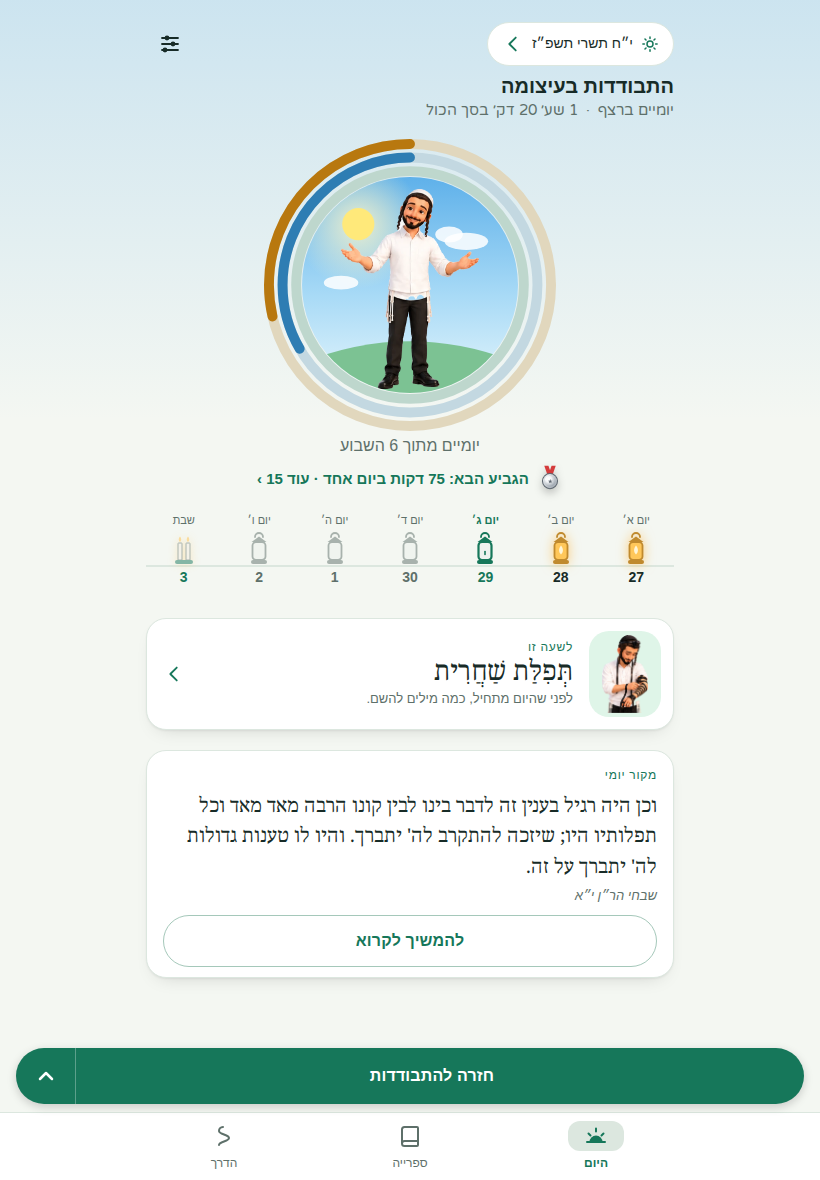 י״ח תשרי תשפ״ז
התבודדות בעיצומה
יומיים ברצף · 1 שע׳ 20 דק׳ בסך הכול
יומיים מתוך 6 השבוע
הגביע הבא: 75 דקות ביום אחד · עוד 15 ›
יום א׳ יום ב׳ יום ג׳ יום ד׳ יום ה׳ יום ו׳ שבת
27 28 29 30 1 2 3
לשעה זו
תְּפִלַּת שַׁחֲרִית
לפני שהיום מתחיל, כמה מילים להשם.
מקור יומי
וכן היה רגיל בענין זה לדבר בינו לבין קונו הרבה מאד מאד וכל
תפלותיו היו; שיזכה להתקרב לה' יתברך. והיו לו טענות גדולות
לה' יתברך על זה.
שבחי הר״ן י״א
להמשיך לקרוא
חזרה להתבודדות
היום ספרייה הדרך